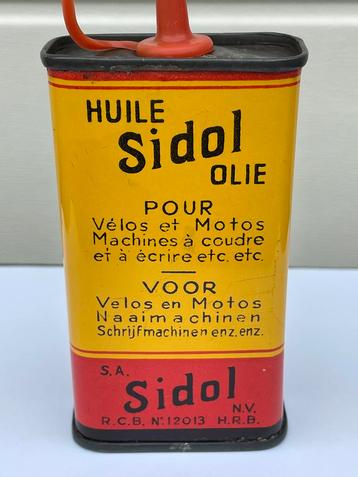 HUILE
Sidol
OLIE
POUR
Vélos et Motos
Machines à coudre
et à écrire etc. etc.
VOOR
Velos en Motos
Naaimachinen
Schrijfmachinen enz. enz.
S.A.
Sidol
N.V.
R.C.B. Nº 12013 H.R.B.